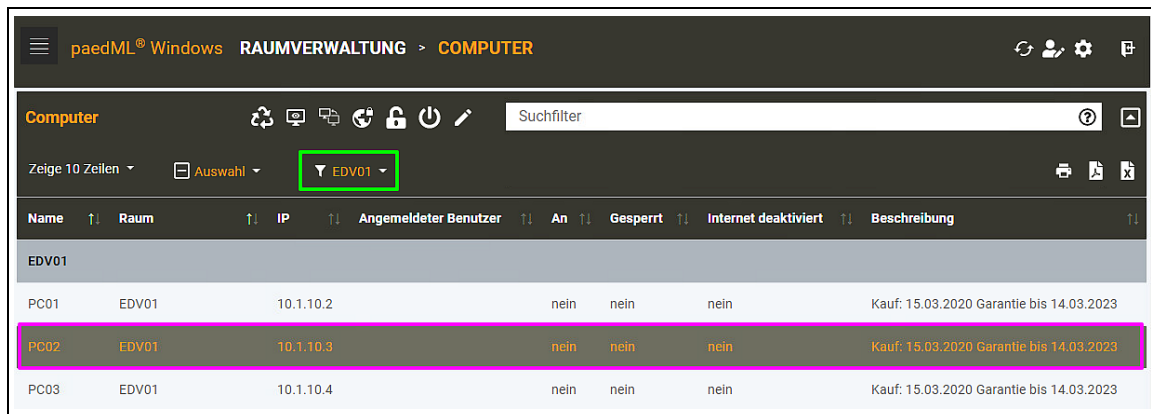 paedML® Windows RAUMVERWALTUNG > COMPUTER
Computer Suchfilter
Zeige 10 Zeilen Auswahl EDV01
Name Raum IP Angemeldeter Benutzer An Gesperrt Internet deaktiviert Beschreibung
EDV01
PC01 EDV01 10.1.10.2 nein nein nein Kauf: 15.03.2020 Garantie bis 14.03.2023
PC02 EDV01 10.1.10.3 nein nein nein Kauf: 15.03.2020 Garantie bis 14.03.2023
PC03 EDV01 10.1.10.4 nein nein nein Kauf: 15.03.2020 Garantie bis 14.03.2023